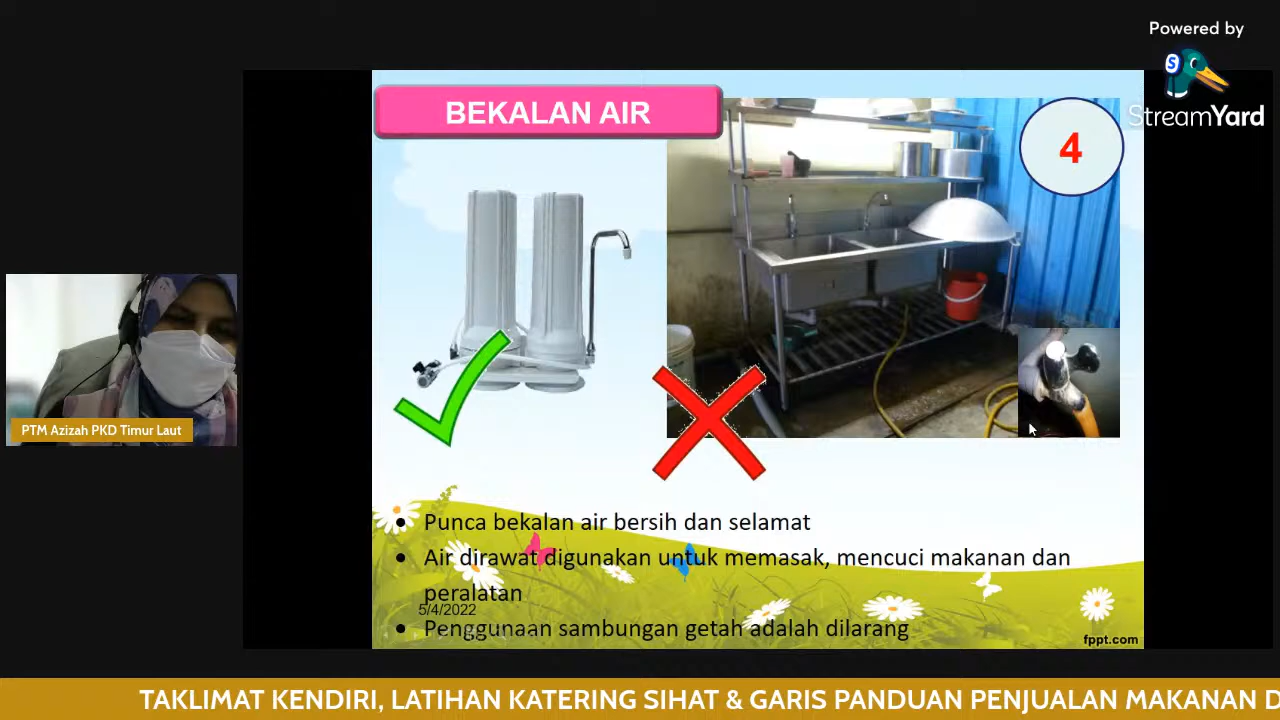 Powered by
S
StreamYard
BEKALAN AIR
4
PTM Azizah PKD Timur Laut
Punca bekalan air bersih dan selamat
Air dirawat digunakan untuk memasak, mencuci makanan dan
peralatan
5/4/2022
Penggunaan sambungan getah adalah dilarang
fppt.com
TAKLIMAT KENDIRI, LATIHAN KATERING SIHAT & GARIS PANDUAN PENJUALAN MAKANAN D